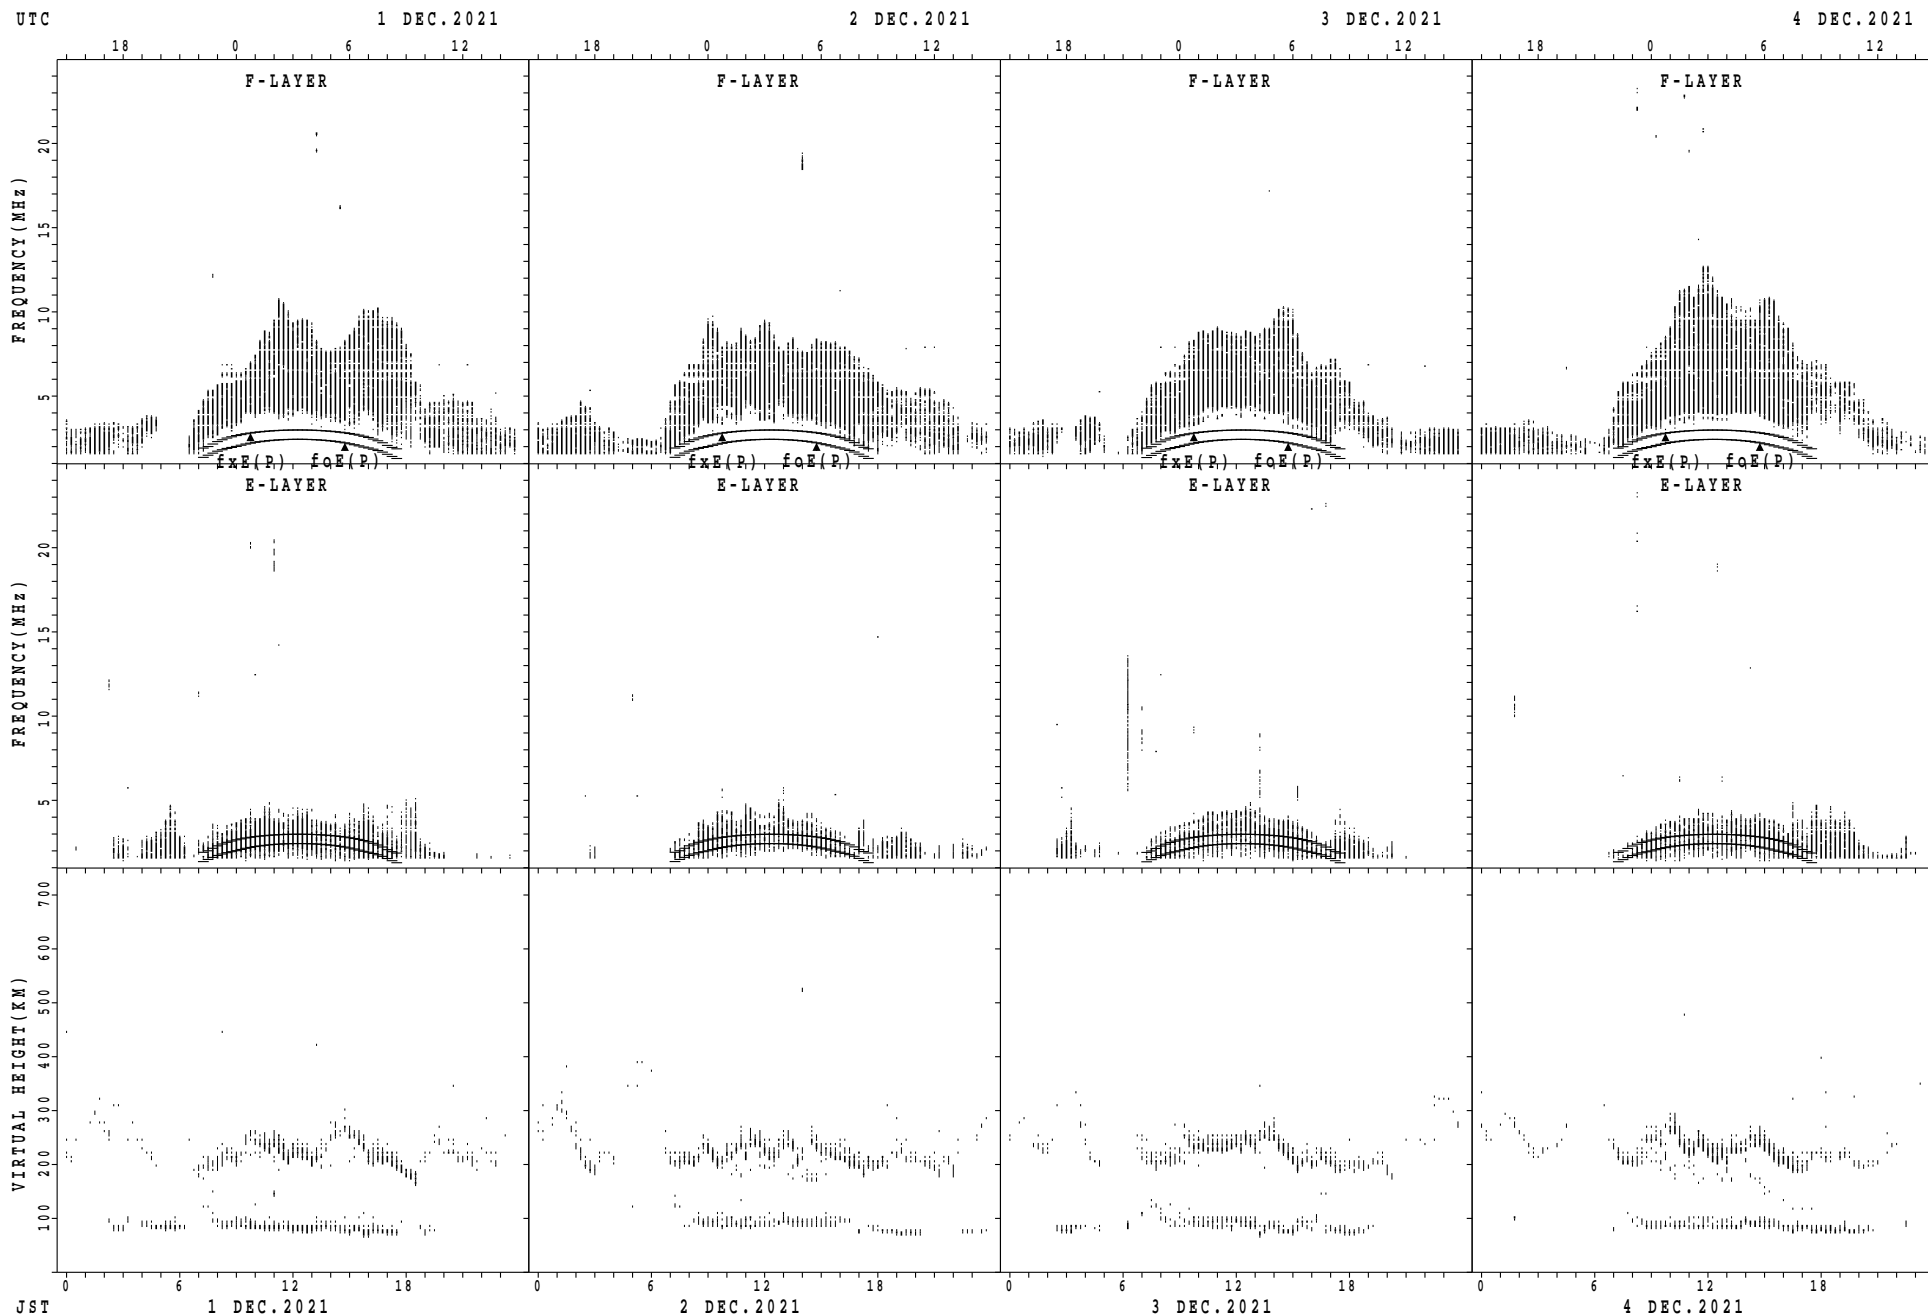 UTC 1 DEC.2021 2 DEC.2021 3 DEC.2021 4 DEC.2021
18 0 6 12 18 0 6 12 18 0 6 12 18 0 6 12
F-LAYER F-LAYER F-LAYER F-LAYER
FREQUENCY(MHz)
20
15
10
5
fxE(P) foE(P) fxE(P) foE(P) fxE(P) foE(P) fxE(P) foE(P)
E-LAYER E-LAYER E-LAYER E-LAYER
FREQUENCY(MHz)
20
15
10
5
VIRTUAL HEIGHT(KM)
700
600
500
400
300
200
100
0 6 12 18 0 6 12 18 0 6 12 18 0 6 12 18
JST 1 DEC.2021 2 DEC.2021 3 DEC.2021 4 DEC.2021